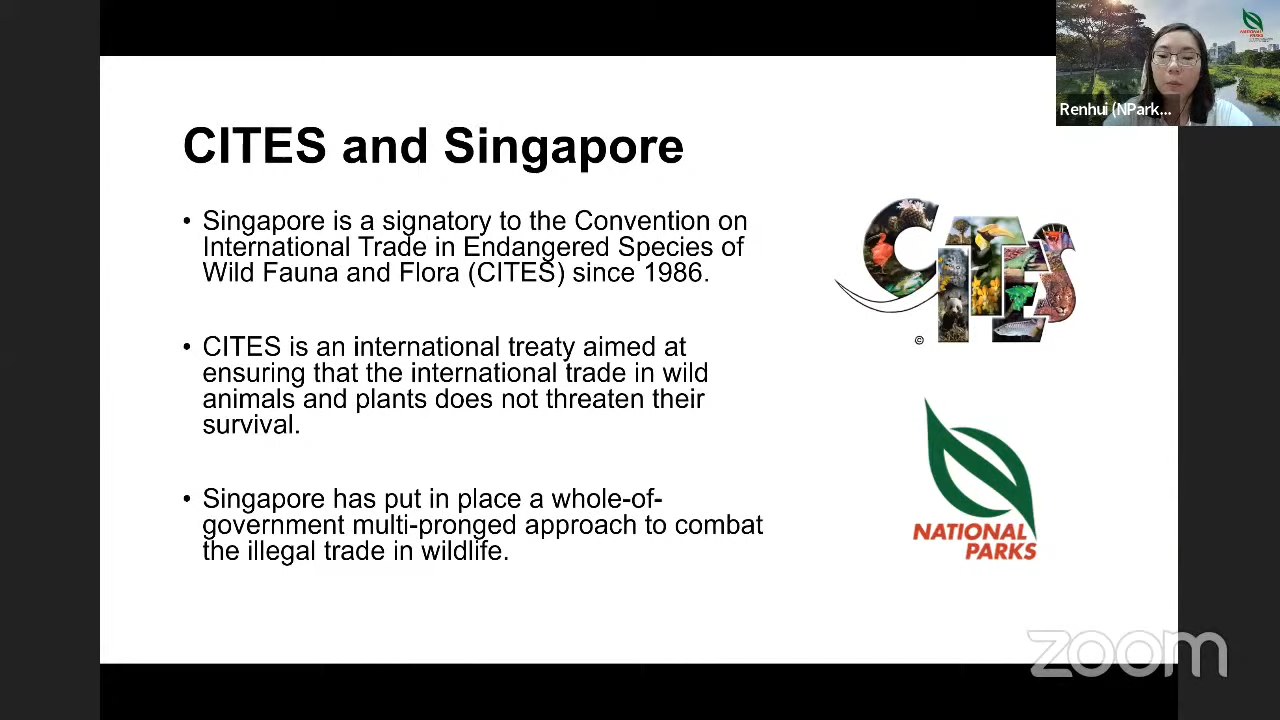 NATIONAL
PARKS
Renhui (NPark...
CITES and Singapore
• Singapore is a signatory to the Convention on
International Trade in Endangered Species of
Wild Fauna and Flora (CITES) since 1986.
• CITES is an international treaty aimed at
ensuring that the international trade in wild
animals and plants does not threaten their
survival.
• Singapore has put in place a whole-of-
government multi-pronged approach to combat
the illegal trade in wildlife.
CITES
©
NATIONAL
PARKS
zoom